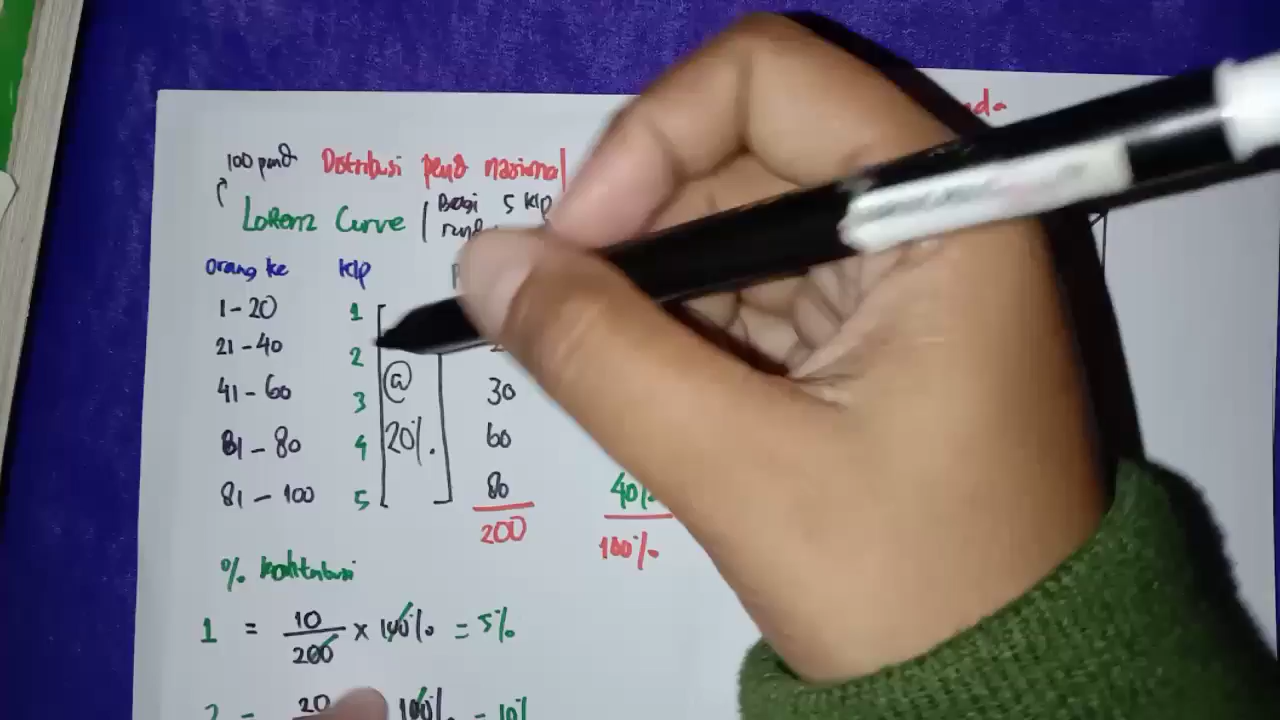 100 pend Distribusi pend nasional
Lorenz Curve Bagi 5 klp
Orang ke klp
1-20 1
21-40 2
41-60 3 @ 30
81-80 4 20%. 60
81-100 5 80 40%
200 100%
% kontribusi
1 = 10/200 x 100% = 5%
2 = 20 100% = 10%